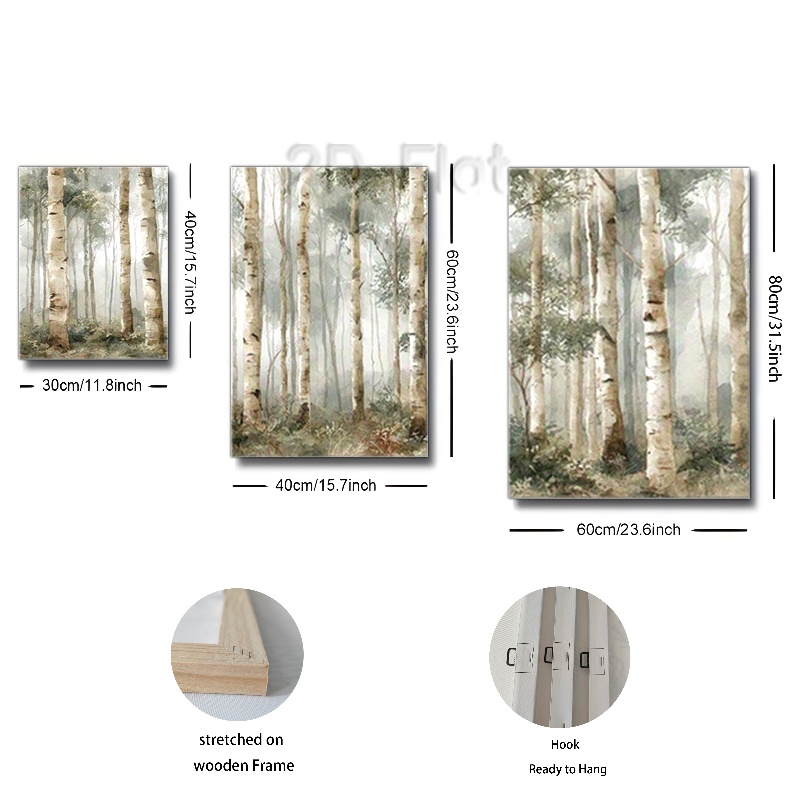 2D Flat
40cm/15.7inch
30cm/11.8inch
60cm/23.6inch
40cm/15.7inch
80cm/31.5inch
60cm/23.6inch
stretched on
wooden Frame
Hook
Ready to Hang